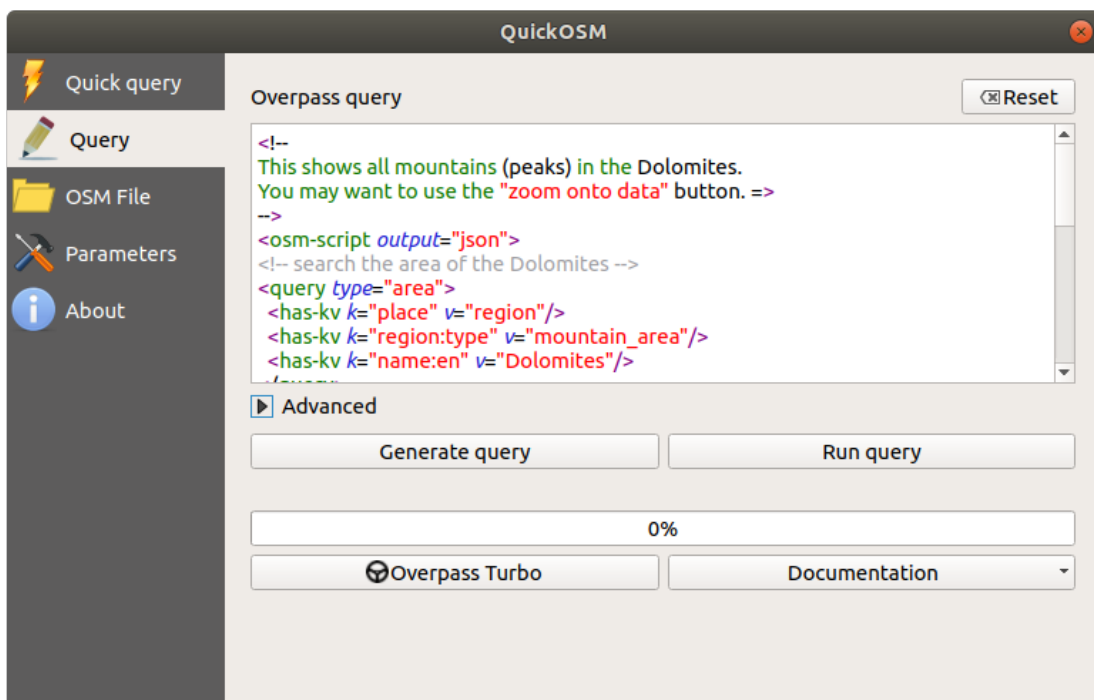 QuickOSM
Quick query
Query
OSM File
Parameters
About
Overpass query
Reset
<!--
This shows all mountains (peaks) in the Dolomites.
You may want to use the "zoom onto data" button. =>
-->
<osm-script output="json">
<!-- search the area of the Dolomites -->
<query type="area">
<has-kv k="place" v="region"/>
<has-kv k="region:type" v="mountain_area"/>
<has-kv k="name:en" v="Dolomites"/>
Advanced
Generate query
Run query
0%
Overpass Turbo
Documentation